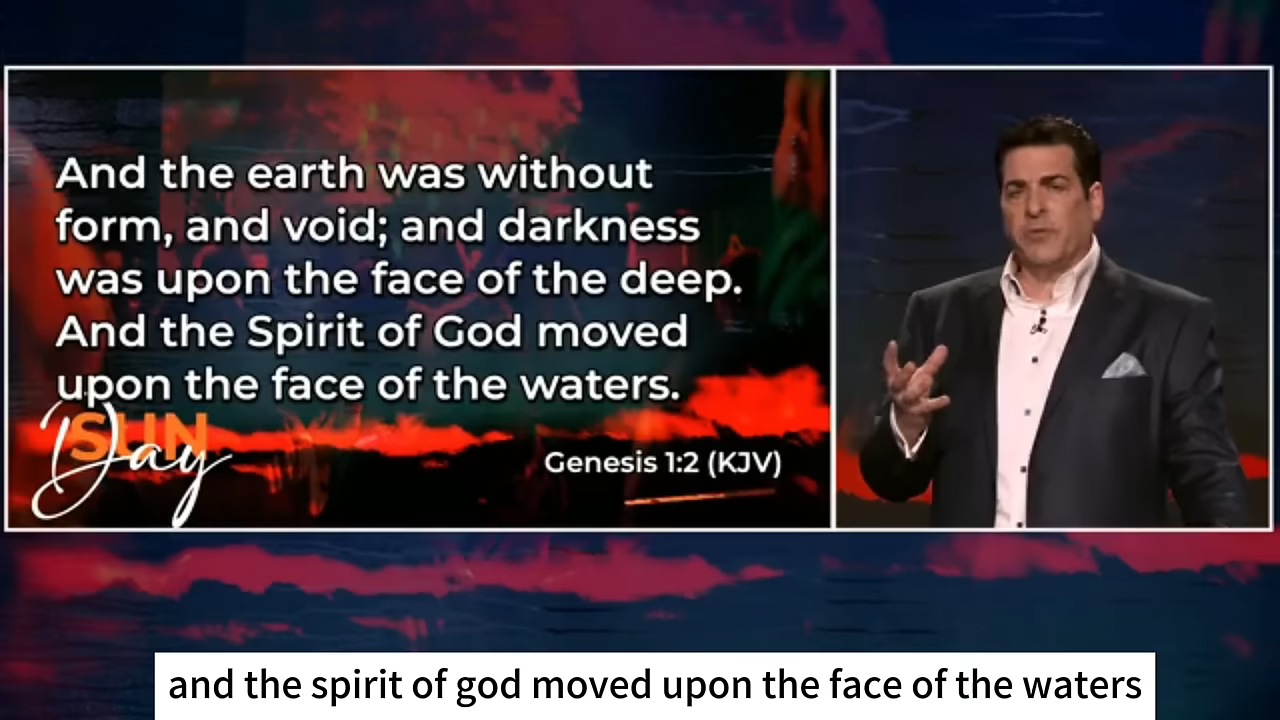 And the earth was without
form, and void; and darkness
was upon the face of the deep.
And the Spirit of God moved
upon the face of the waters.
SUN
Day
Genesis 1:2 (KJV)
and the spirit of god moved upon the face of the waters